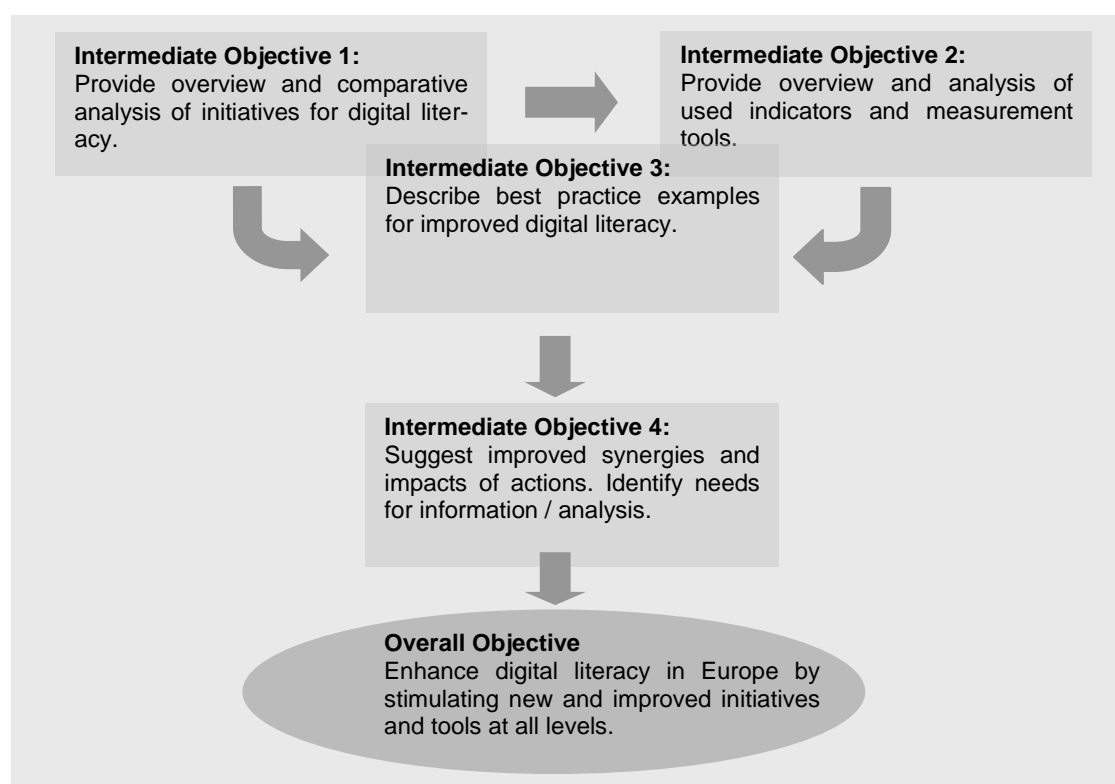 Intermediate Objective 1:
Provide overview and comparative
analysis of initiatives for digital liter-
acy.
Intermediate Objective 2:
Provide overview and analysis of
used indicators and measurement
tools.
Intermediate Objective 3:
Describe best practice examples
for improved digital literacy.
Intermediate Objective 4:
Suggest improved synergies and
impacts of actions. Identify needs
for information / analysis.
Overall Objective
Enhance digital literacy in Europe by
stimulating new and improved initiatives
and tools at all levels.